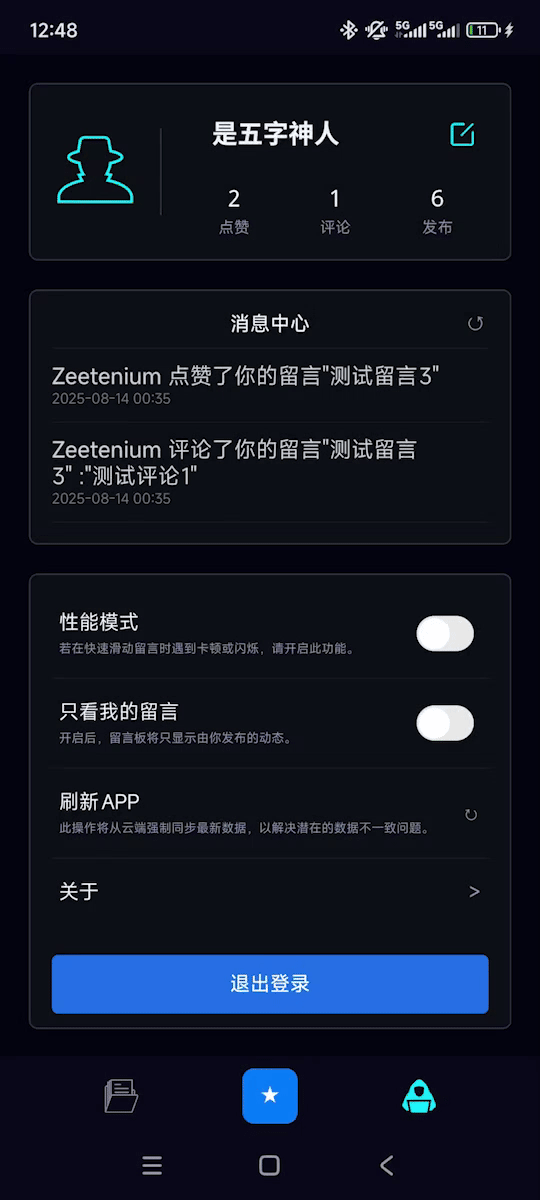 12:48
5G 5G 11
是五字神人
2 1 6
点赞 评论 发布
消息中心
Zeetenium 点赞了你的留言"测试留言3"
2025-08-14 00:35
Zeetenium 评论了你的留言"测试留言
3" :"测试评论1"
2025-08-14 00:35
性能模式
若在快速滑动留言时遇到卡顿或闪烁，请开启此功能。
只看我的留言
开启后，留言板将只显示由你发布的动态。
刷新APP
此操作将从云端强制同步最新数据，以解决潜在的数据不一致问题。
关于 >
退出登录